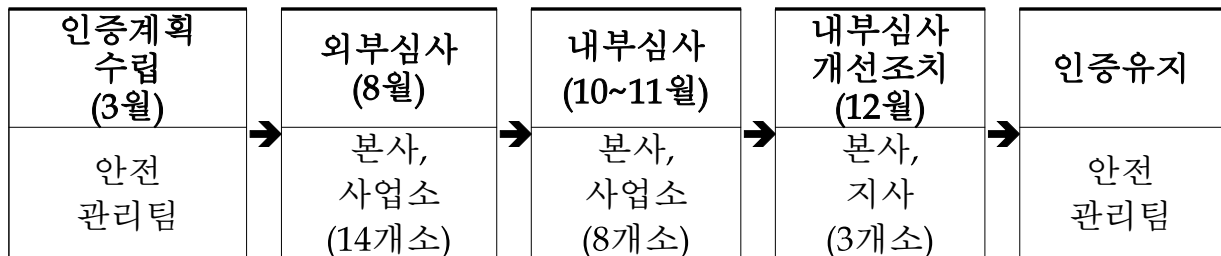 인증계획
수립
(3월)
안전
관리팀
외부심사
(8월)
본사,
사업소
(14개소)
내부심사
(10~11월)
본사,
사업소
(8개소)
내부심사
개선조치
(12월)
본사,
지사
(3개소)
인증유지
안전
관리팀